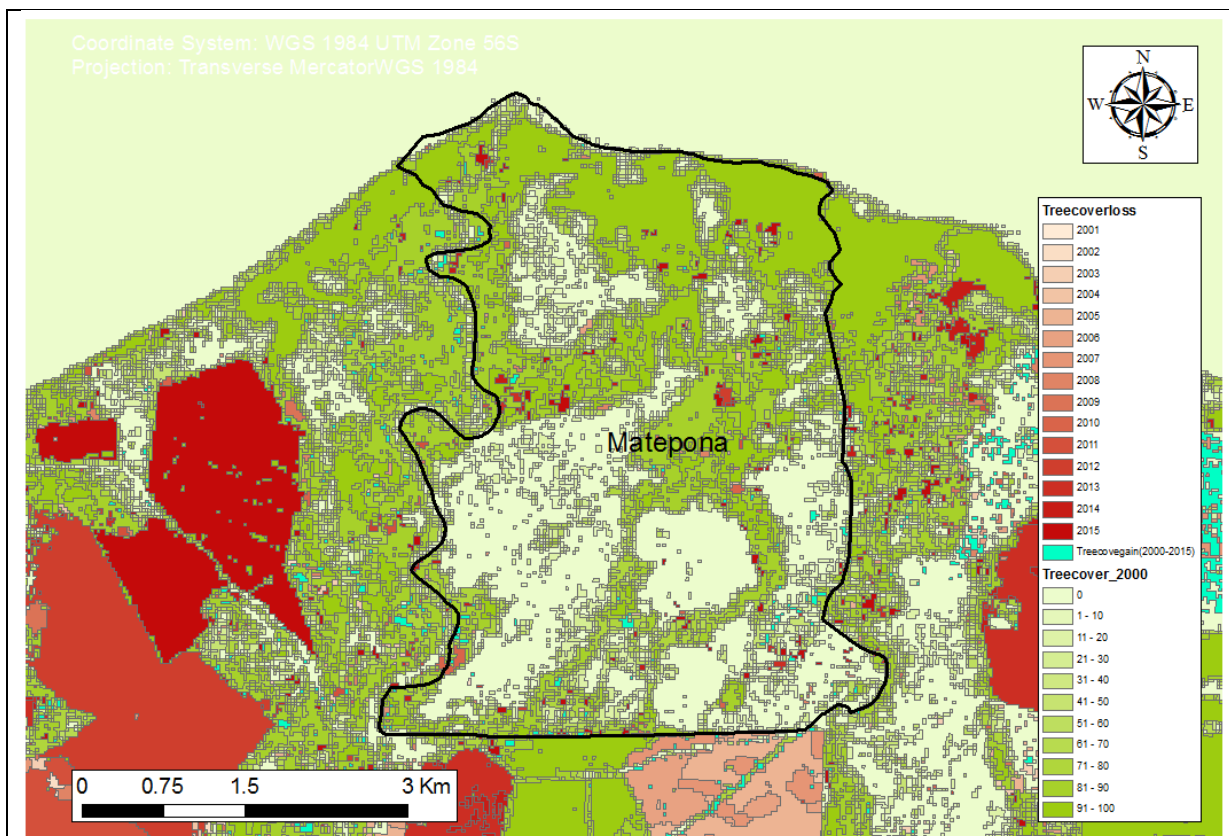 Coordinate System: WGS 1984 UTM Zone 56S
Projection: Transverse MercatorWGS 1984
N
W
E
S
Treecoverloss
2001
2002
2003
2004
2005
2006
2007
2008
2009
2010
2011
2012
2013
2014
2015
Treecovegain(2000-2015)
Treecover_2000
0
1 - 10
11 - 20
21 - 30
31 - 40
41 - 50
51 - 60
61 - 70
71 - 80
81 - 90
91 - 100
Matepona
0 0.75 1.5 3 Km